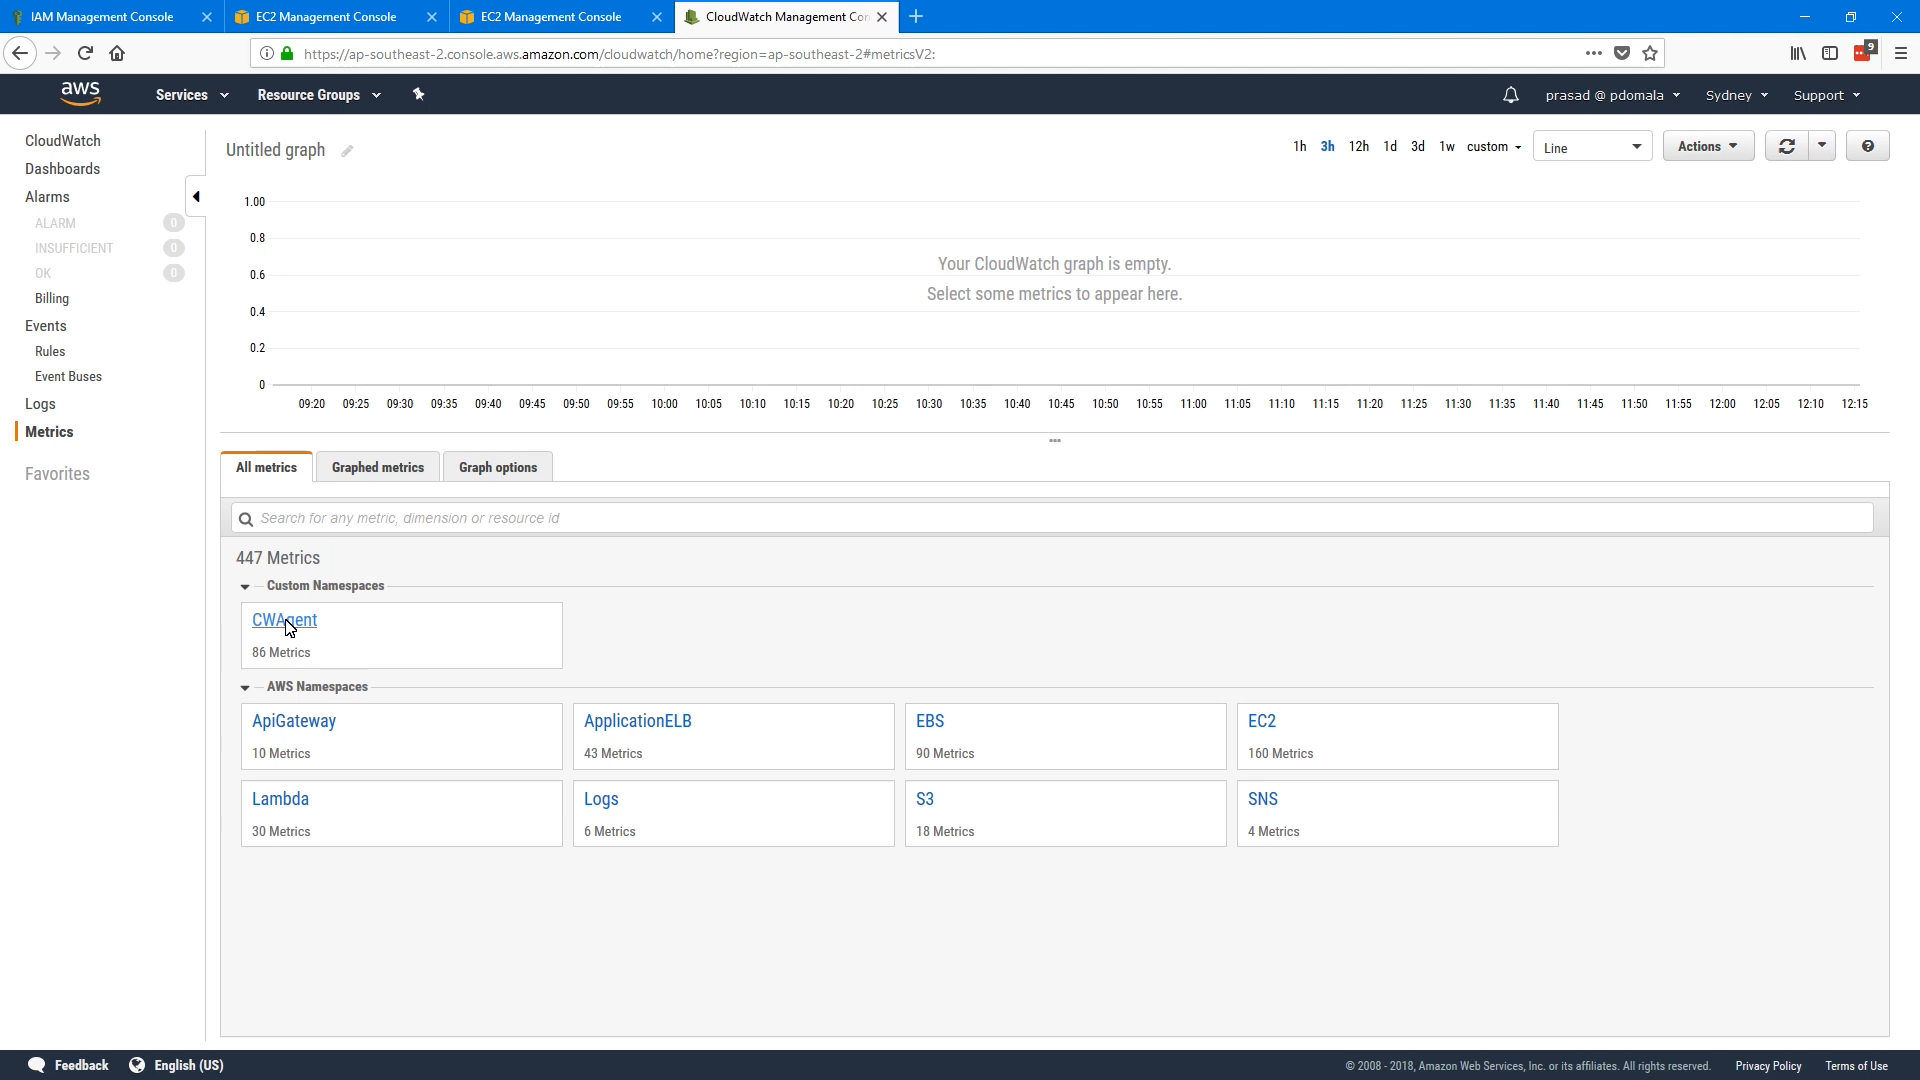 IAM Management Console
EC2 Management Console
EC2 Management Console
CloudWatch Management Con
https://ap-southeast-2.console.aws.amazon.com/cloudwatch/home?region=ap-southeast-2#metricsV2:
9
aws
Services
Resource Groups
prasad @ pdomala
Sydney
Support
CloudWatch
Dashboards
Alarms
ALARM 0
INSUFFICIENT 0
OK 0
Billing
Events
Rules
Event Buses
Logs
Metrics
Favorites
Untitled graph
1h 3h 12h 1d 3d 1w custom
Line
Actions
1.00
0.8
0.6
0.4
0.2
0
Your CloudWatch graph is empty.
Select some metrics to appear here.
09:20 09:25 09:30 09:35 09:40 09:45 09:50 09:55 10:00 10:05 10:10 10:15 10:20 10:25 10:30 10:35 10:40 10:45 10:50 10:55 11:00 11:05 11:10 11:15 11:20 11:25 11:30 11:35 11:40 11:45 11:50 11:55 12:00 12:05 12:10 12:15
All metrics
Graphed metrics
Graph options
Search for any metric, dimension or resource id
447 Metrics
Custom Namespaces
CWAgent
86 Metrics
AWS Namespaces
ApiGateway
10 Metrics
ApplicationELB
43 Metrics
EBS
90 Metrics
EC2
160 Metrics
Lambda
30 Metrics
Logs
6 Metrics
S3
18 Metrics
SNS
4 Metrics
Feedback
English (US)
© 2008 - 2018, Amazon Web Services, Inc. or its affiliates. All rights reserved.
Privacy Policy
Terms of Use